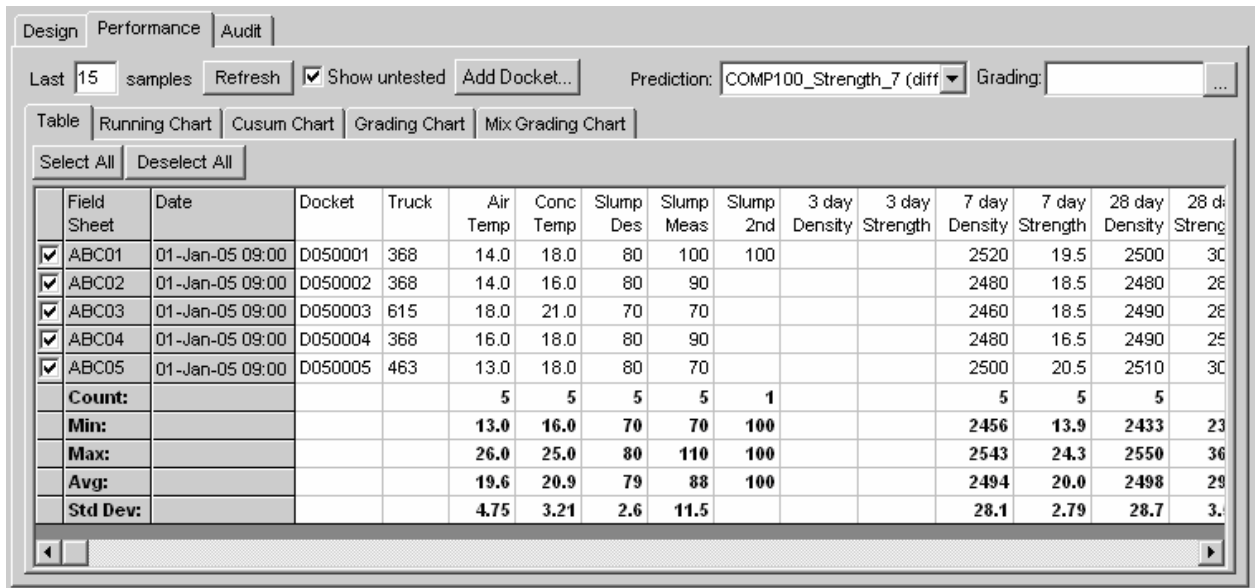 Design Performance Audit
Last 15 samples Refresh Show untested Add Docket... Prediction: COMP100_Strength_7 (diff Grading: ...
Table Running Chart Cusum Chart Grading Chart Mix Grading Chart
Select All Deselect All
Field Date Docket Truck Air Conc Slump Slump Slump 3 day 3 day 7 day 7 day 28 day 28 d
Sheet Temp Temp Des Meas 2nd Density Strength Density Strength Density Streng
ABC01 01-Jan-05 09:00 D050001 368 14.0 18.0 80 100 100 2520 19.5 2500 30
ABC02 01-Jan-05 09:00 D050002 368 14.0 16.0 80 90 2480 18.5 2480 28
ABC03 01-Jan-05 09:00 D050003 615 18.0 21.0 70 70 2460 18.5 2490 28
ABC04 01-Jan-05 09:00 D050004 368 16.0 18.0 80 90 2480 16.5 2490 25
ABC05 01-Jan-05 09:00 D050005 463 13.0 18.0 80 70 2500 20.5 2510 30
Count: 5 5 5 5 1 5 5 5
Min: 13.0 16.0 70 70 100 2456 13.9 2433 23
Max: 26.0 25.0 80 110 100 2543 24.3 2550 36
Avg: 19.6 20.9 79 88 100 2494 20.0 2498 29
Std Dev: 4.75 3.21 2.6 11.5 28.1 2.79 28.7 3.